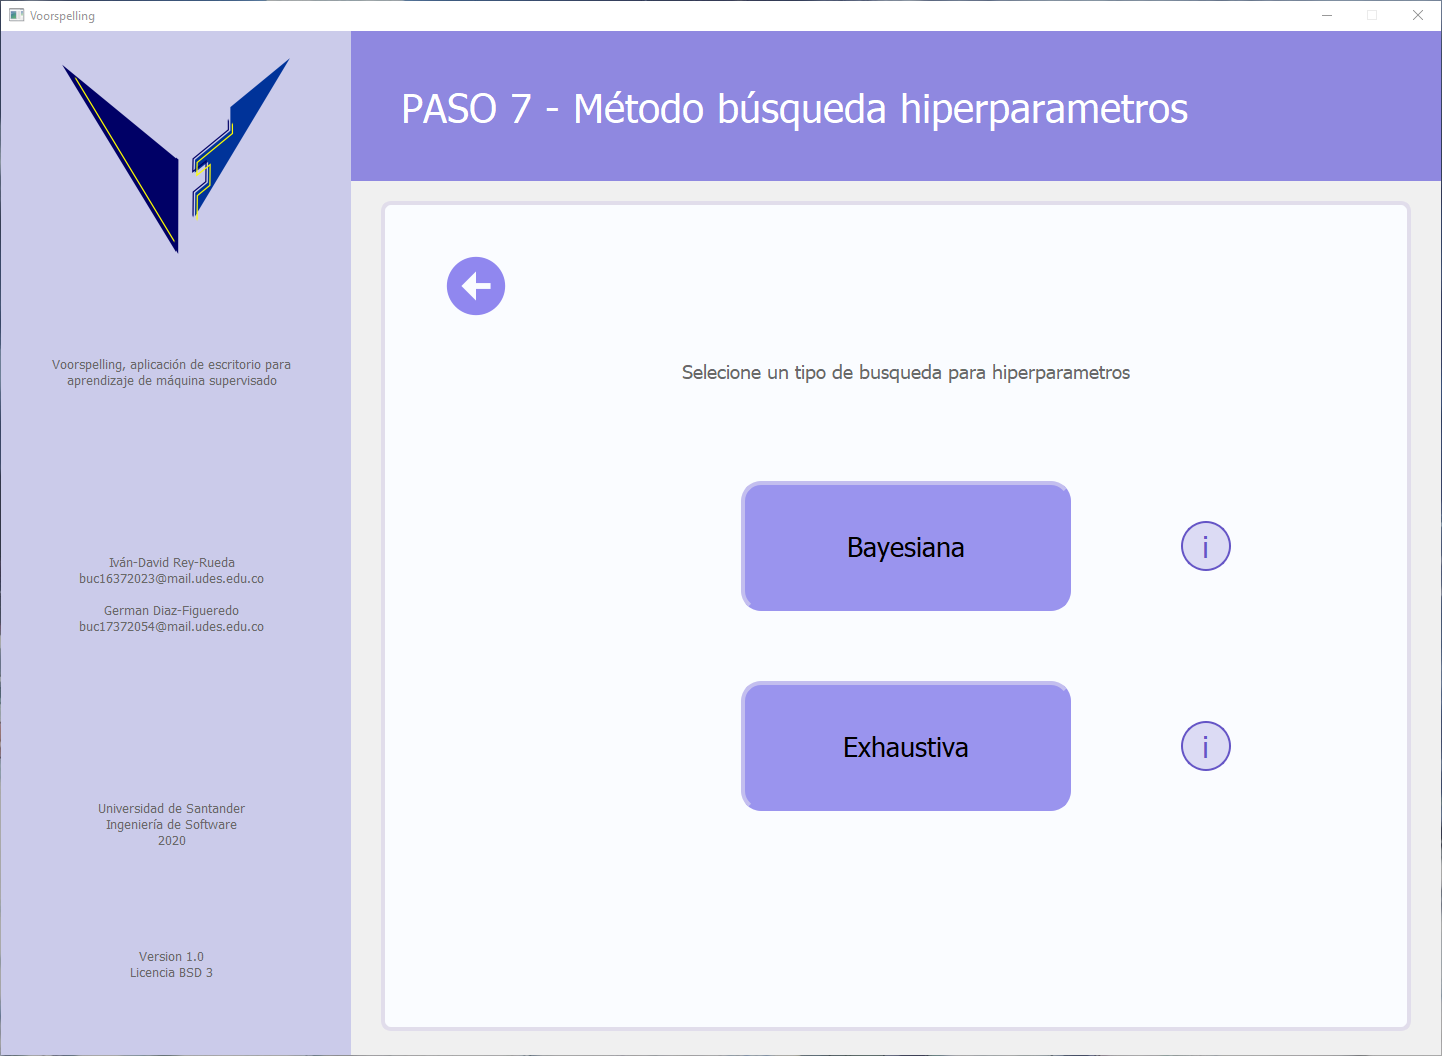 Voorspelling
PASO 7 - Método búsqueda hiperparametros
Voorspelling, aplicación de escritorio para
aprendizaje de máquina supervisado
Iván-David Rey-Rueda
buc16372023@mail.udes.edu.co
German Diaz-Figueredo
buc17372054@mail.udes.edu.co
Universidad de Santander
Ingeniería de Software
2020
Version 1.0
Licencia BSD 3
Selecione un tipo de busqueda para hiperparametros
Bayesiana
i
Exhaustiva
i